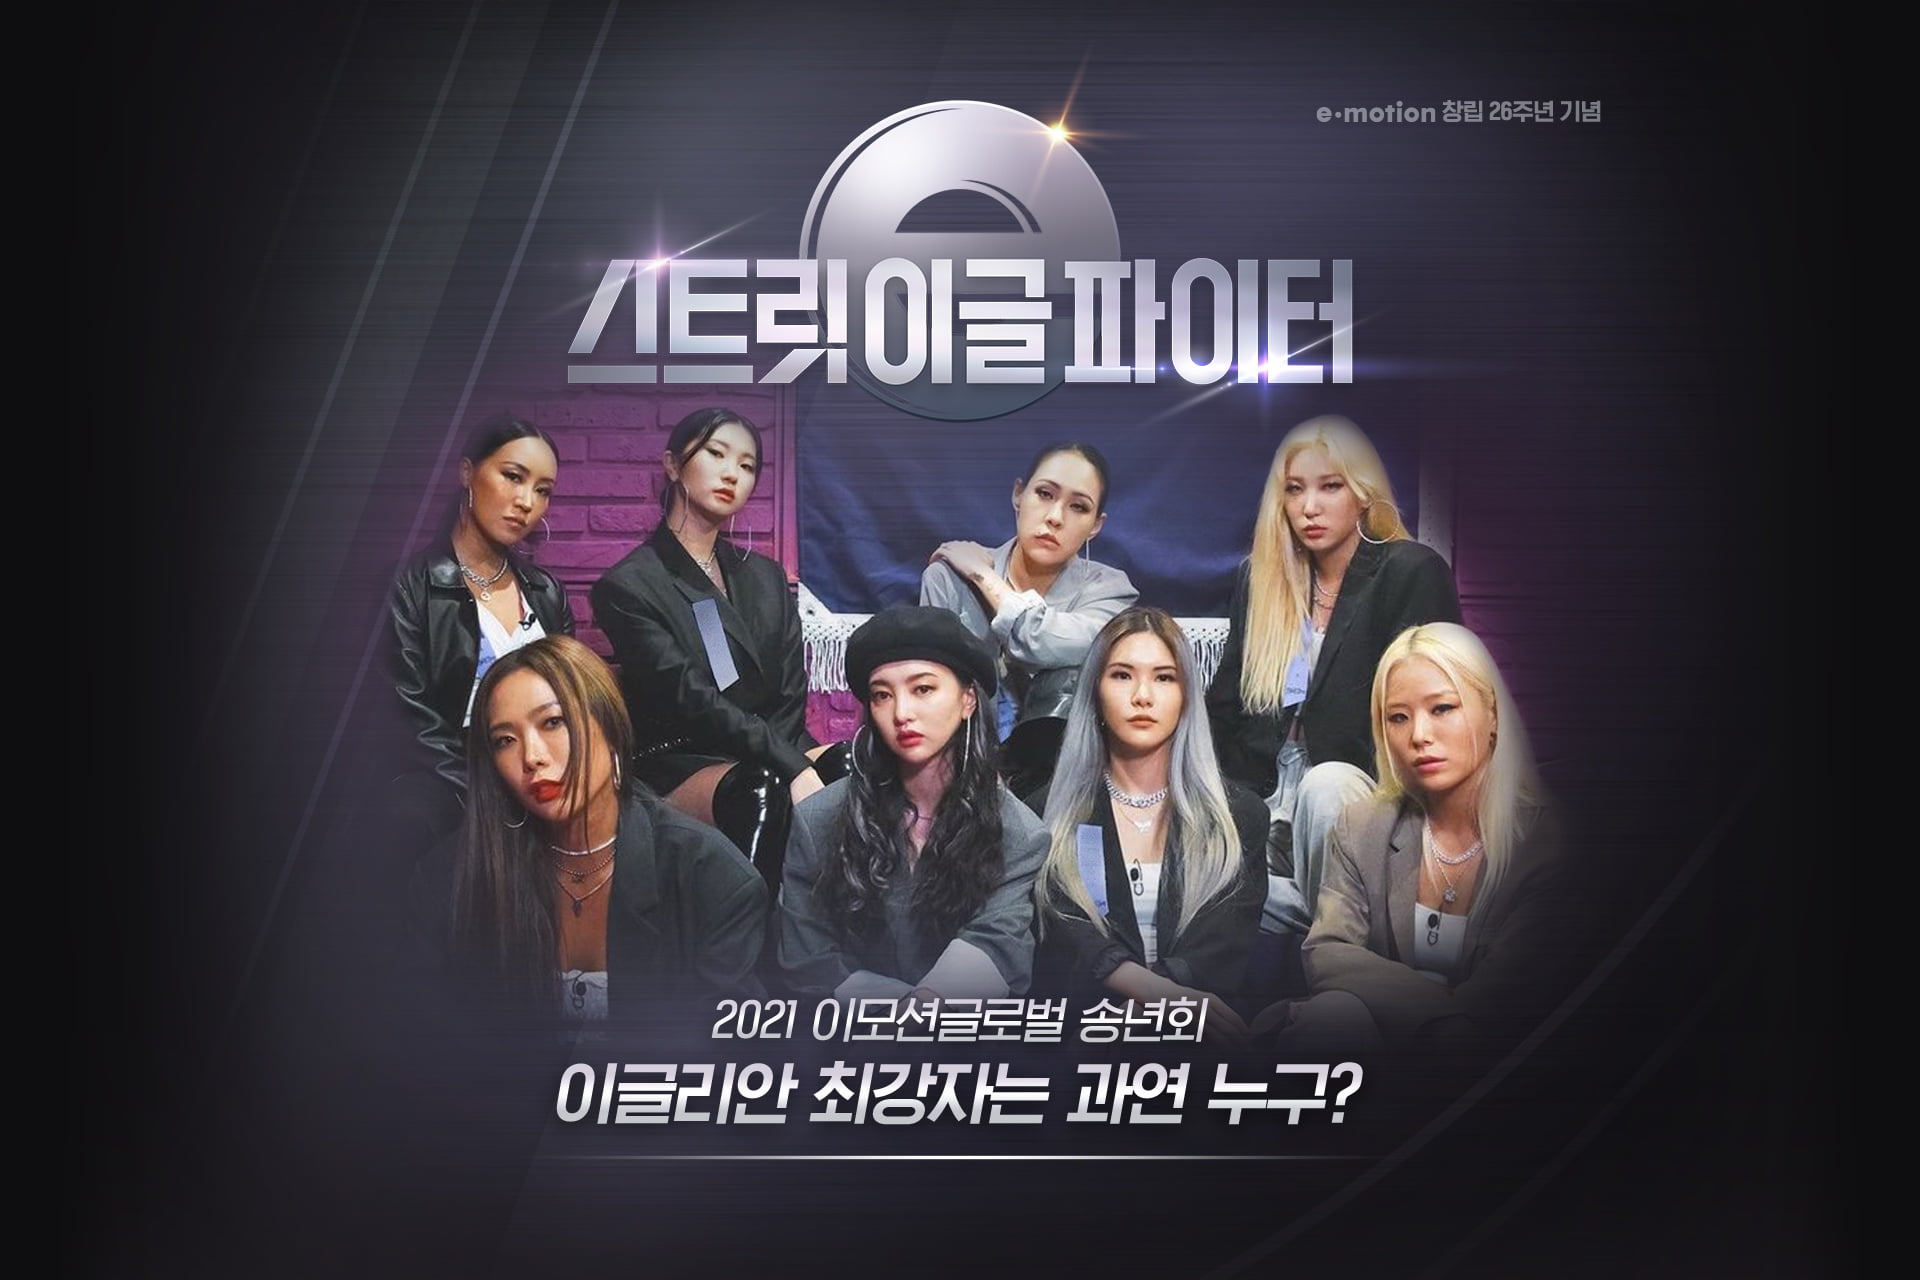 e·motion 창립 26주년 기념
e
스트릿 이글 파이터
2021 이모션글로벌 송년회
이글리안 최강자는 과연 누구?